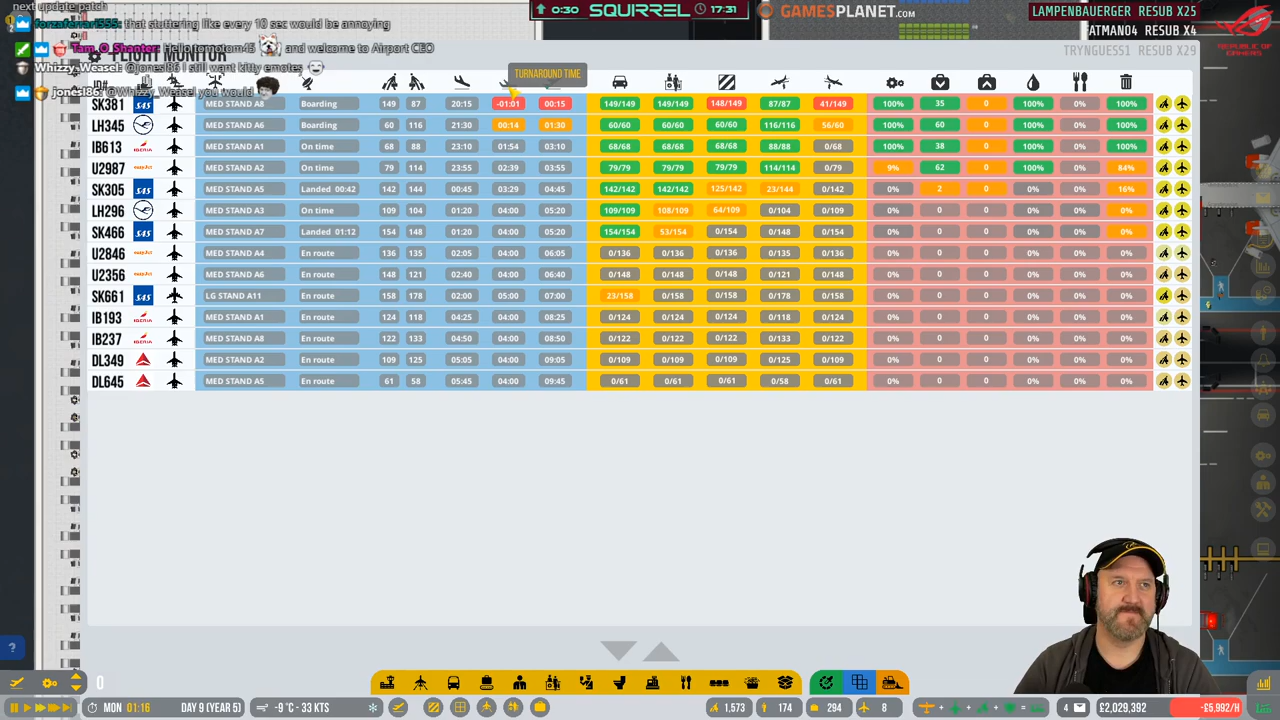 next update patch
forzaferrari555: that stuttering like every 10 sec would be annying
Tam_O_Shanter: Hello tomotom45 and welcome to Airport CEO
Whizzy_Weasel: @jonesl86 I still want kitty emotes
jonesl86: @Whizzy_Weasel you would
FLIGHT MONITOR
0:30 SQUIRREL 17:31
GAMESPLANET.COM
LAMPENBAUERGER RESUB X25
FATMAN04 RESUB X4
TRYNGUESS1 RESUB X29
REPUBLIC OF GAMERS
TURNAROUND TIME
SK381 SAS MED STAND A8 Boarding 149 87 20:15 -01:01 00:15 149/149 149/149 148/149 87/87 41/149 100% 35 0 100% 0% 100%
LH345 MED STAND A6 Boarding 60 116 21:30 00:14 01:30 60/60 60/60 60/60 116/116 56/60 100% 60 0 100% 0% 100%
IB613 IBERIA MED STAND A1 On time 68 88 23:10 01:54 03:10 68/68 68/68 68/68 88/88 0/68 100% 38 0 100% 0% 100%
U2987 easyJet MED STAND A2 On time 79 114 23:55 02:39 03:55 79/79 79/79 79/79 114/114 0/79 9% 62 0 100% 0% 84%
SK305 SAS MED STAND A5 Landed 00:42 142 144 00:45 03:29 04:45 142/142 142/142 125/142 23/144 0/142 0% 2 0 0% 0% 16%
LH296 MED STAND A3 On time 109 104 01:20 04:00 05:20 109/109 108/109 64/109 0/104 0/109 0% 0 0 0% 0% 0%
SK466 SAS MED STAND A7 Landed 01:12 154 148 01:20 04:00 05:20 154/154 53/154 0/154 0/148 0/154 0% 0 0 0% 0% 0%
U2846 easyJet MED STAND A4 En route 136 135 02:05 04:00 06:05 0/136 0/136 0/136 0/135 0/136 0% 0 0 0% 0% 0%
U2356 easyJet MED STAND A6 En route 148 121 02:40 04:00 06:40 0/148 0/148 0/148 0/121 0/148 0% 0 0 0% 0% 0%
SK661 SAS LG STAND A11 En route 158 178 02:00 05:00 07:00 23/158 0/158 0/158 0/178 0/158 0% 0 0 0% 0% 0%
IB193 IBERIA MED STAND A1 En route 124 118 04:25 04:00 08:25 0/124 0/124 0/124 0/118 0/124 0% 0 0 0% 0% 0%
IB237 IBERIA MED STAND A8 En route 122 133 04:50 04:00 08:50 0/122 0/122 0/122 0/133 0/122 0% 0 0 0% 0% 0%
DL349 MED STAND A2 En route 109 125 05:05 04:00 09:05 0/109 0/109 0/109 0/125 0/109 0% 0 0 0% 0% 0%
DL645 MED STAND A5 En route 61 58 05:45 04:00 09:45 0/61 0/61 0/61 0/58 0/61 0% 0 0 0% 0% 0%
?
0
MON 01:16 DAY 9 (YEAR 5) -9°C - 33 KTS 1,573 174 294 8 4 £2,029,392 -£5,992/H